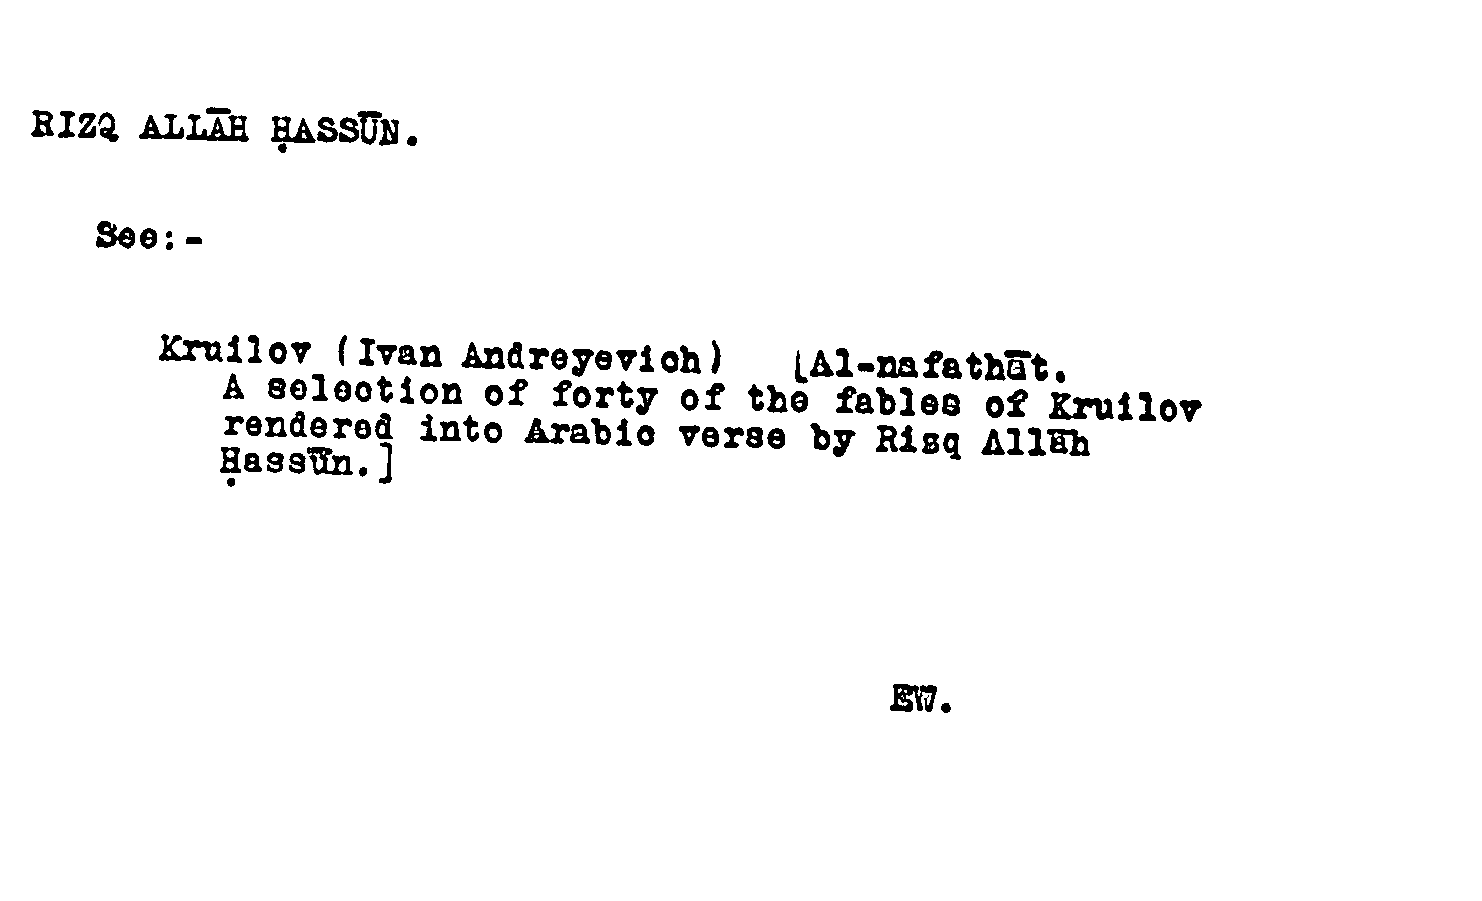 RIZQ ALLĀH ḤASSŪN.
See:-
Kruilov (Ivan Andreyevich) [Al-nafathāt.
A selection of forty of the fables of Kruilov
rendered into Arabic verse by Rizq Allāh
Ḥassūn.]
EW.